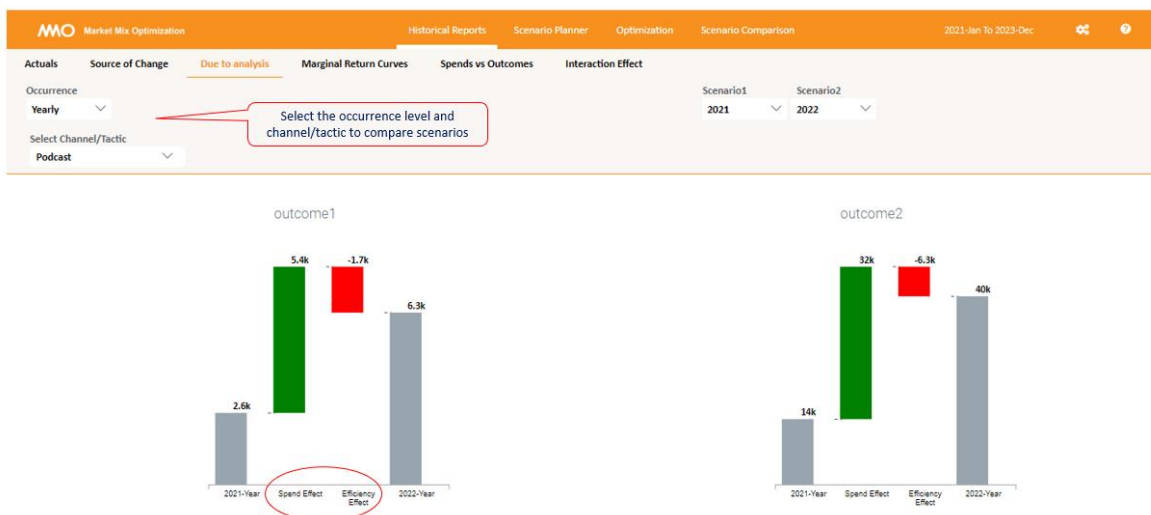 MMO Market Mix Optimization Historical Reports Scenario Planner Optimization Scenario Comparison 2021-Jan To 2023-Dec ?
Actuals Source of Change Due to analysis Marginal Return Curves Spends vs Outcomes Interaction Effect
Occurrence Scenario1 Scenario2
Yearly 2021 2022
Select the occurrence level and
channel/tactic to compare scenarios
Select Channel/Tactic
Podcast
outcome1
5.4k -1.7k
6.3k
2.6k
2021-Year Spend Effect Efficiency 2022-Year
Effect
outcome2
32k -6.3k
40k
14k
2021-Year Spend Effect Efficiency 2022-Year
Effect